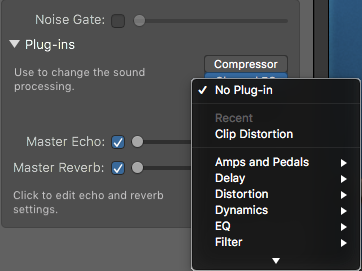 Noise Gate:
Plug-ins
Use to change the sound
processing.
Compressor
No Plug-in
Recent
Clip Distortion
Master Echo:
Master Reverb:
Click to edit echo and reverb
settings.
Amps and Pedals
Delay
Distortion
Dynamics
EQ
Filter